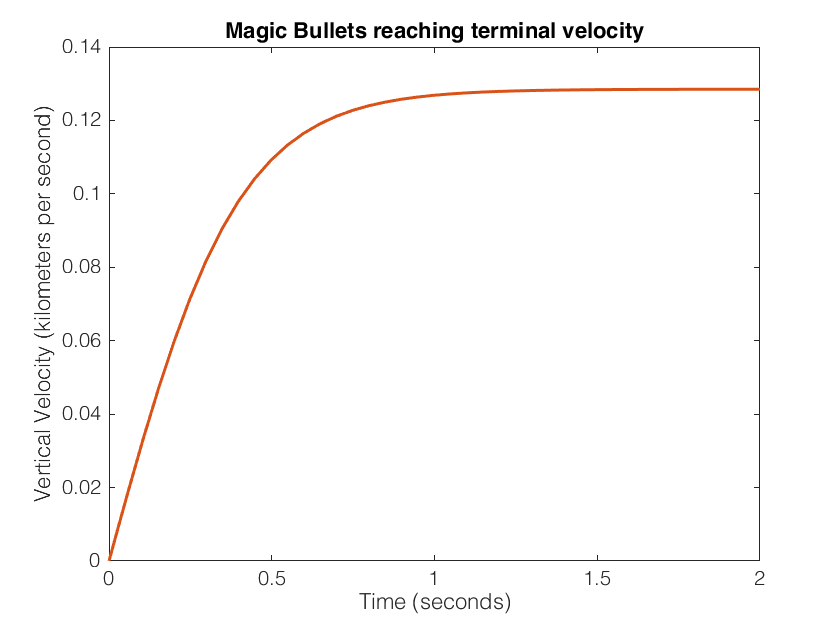 Magic Bullets reaching terminal velocity
0.14
0.12
0.1
0.08
0.06
0.04
0.02
0
Vertical Velocity (kilometers per second)
0 0.5 1 1.5 2
Time (seconds)